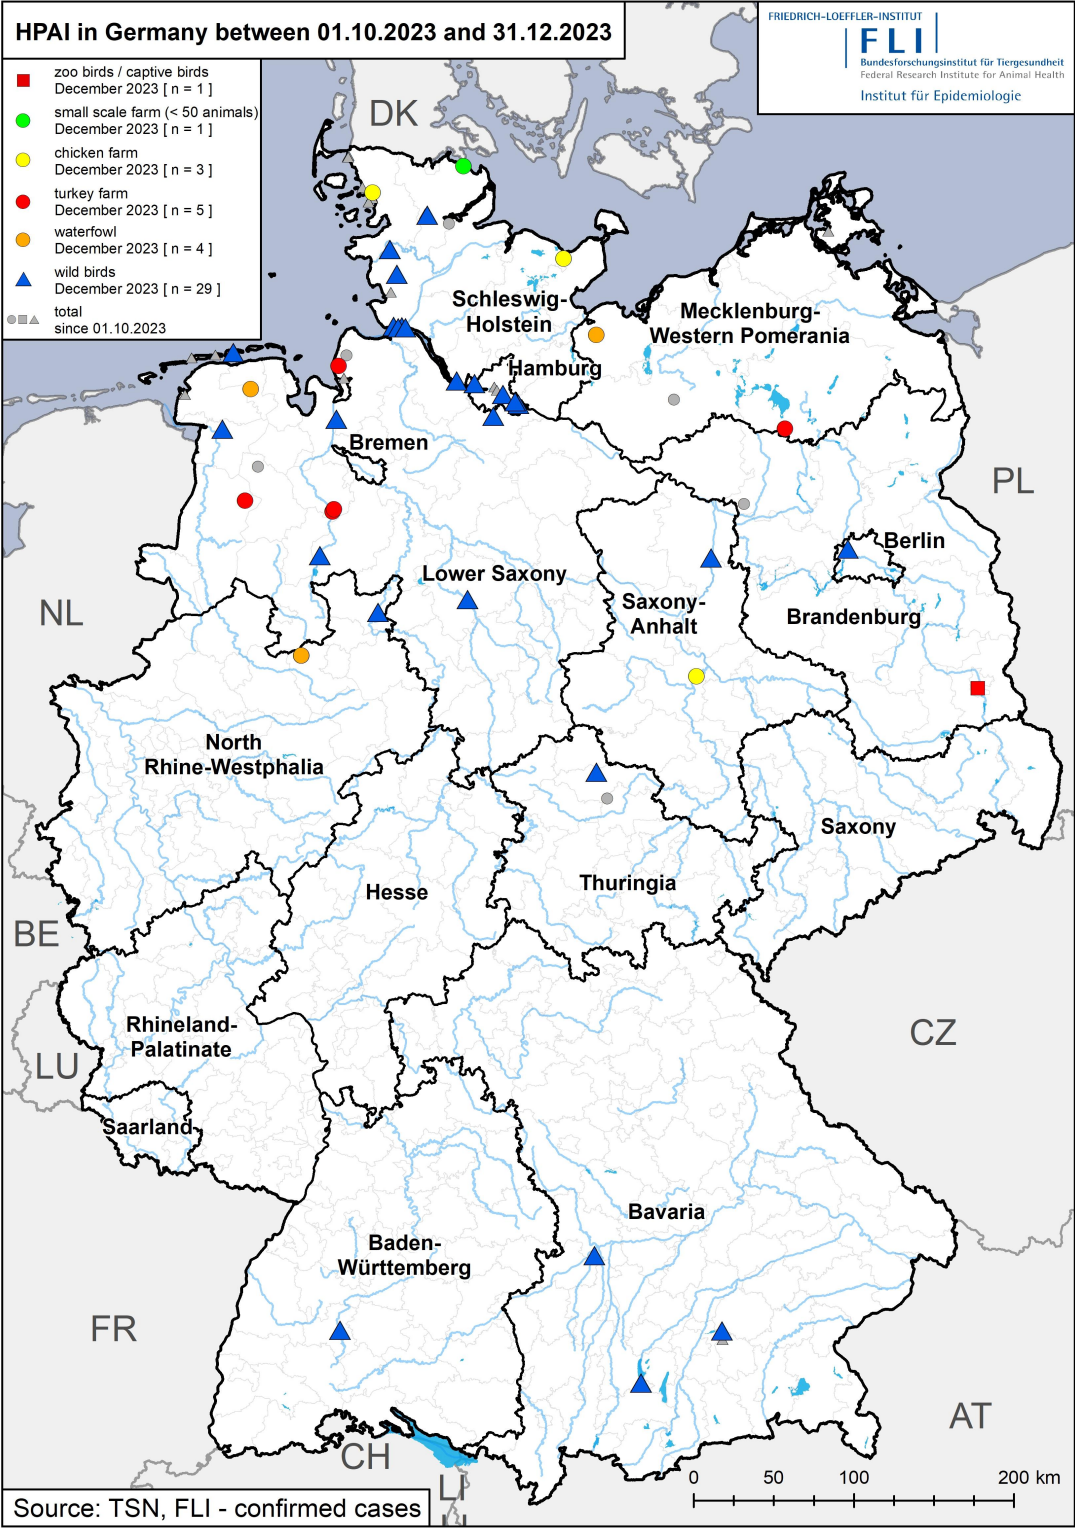 HPAI in Germany between 01.10.2023 and 31.12.2023
FRIEDRICH-LOEFFLER-INSTITUT
FLI
Bundesforschungsinstitut für Tiergesundheit
Federal Research Institute for Animal Health
Institut für Epidemiologie
zoo birds / captive birds
December 2023 [ n = 1 ]
small scale farm (< 50 animals)
December 2023 [ n = 1 ]
chicken farm
December 2023 [ n = 3 ]
turkey farm
December 2023 [ n = 5 ]
waterfowl
December 2023 [ n = 4 ]
wild birds
December 2023 [ n = 29 ]
total
since 01.10.2023
DK
Schleswig-
Holstein
Mecklenburg-
Western Pomerania
Hamburg
Bremen
PL
Berlin
Lower Saxony
NL
Saxony-
Anhalt
Brandenburg
North
Rhine-Westphalia
Saxony
Thuringia
Hesse
BE
Rhineland-
Palatinate
CZ
LU
Saarland
Bavaria
Baden-
Württemberg
FR
AT
CH
LI
0 50 100 200 km
Source: TSN, FLI - confirmed cases